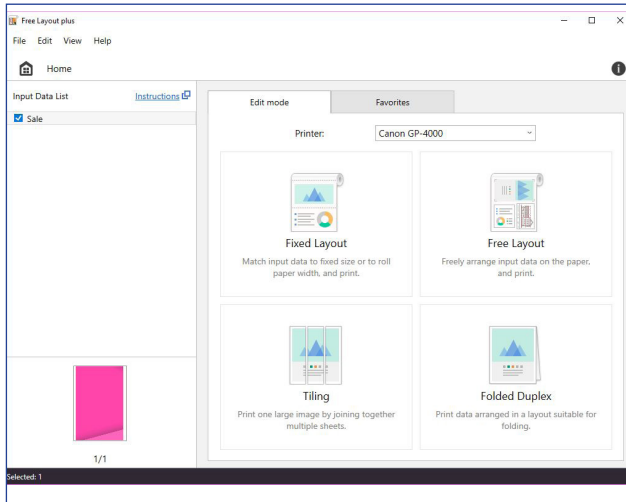 Free Layout plus
File Edit View Help
Home
Input Data List Instructions
Sale
Edit mode Favorites
Printer: Canon GP-4000
Fixed Layout
Match input data to fixed size or to roll
paper width, and print.
Free Layout
Freely arrange input data on the paper,
and print.
Tiling
Print one large image by joining together
multiple sheets.
Folded Duplex
Print data arranged in a layout suitable for
folding.
1/1
Selected: 1